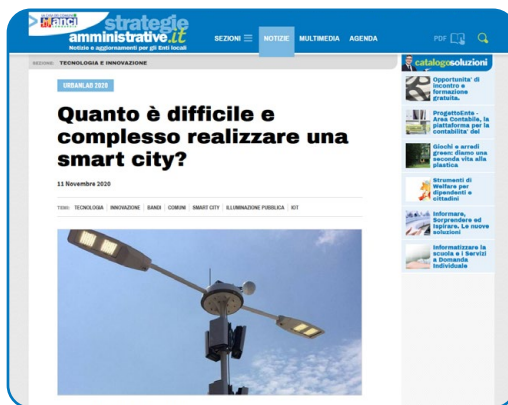 anci
strategie
amministrative.it
Notizie e aggiornamenti per gli Enti locali
SEZIONI
NOTIZIE
MULTIMEDIA
AGENDA
PDF
TECNOLOGIA E INNOVAZIONE
URBANLAB 2020
Quanto è difficile e
complesso realizzare una
smart city?
11 Novembre 2020
TECNOLOGIA INNOVAZIONE BANDI COMUNI SMART CITY ILLUMINAZIONE PUBBLICA IOT
catalogosoluzioni
Opportunita' di
incontro e
formazione
gratuita.
ProgettoEnte -
Area Contabile, la
piattaforma per la
contabilita' del
Giochi e arredi
green: diamo una
seconda vita alla
plastica
Strumenti di
Welfare per
dipendenti e
cittadini
Informare,
Sorprendere ed
Ispirare. Le nuove
soluzioni
Informatizzare la
scuola e i Servizi
a Domanda
Individuale